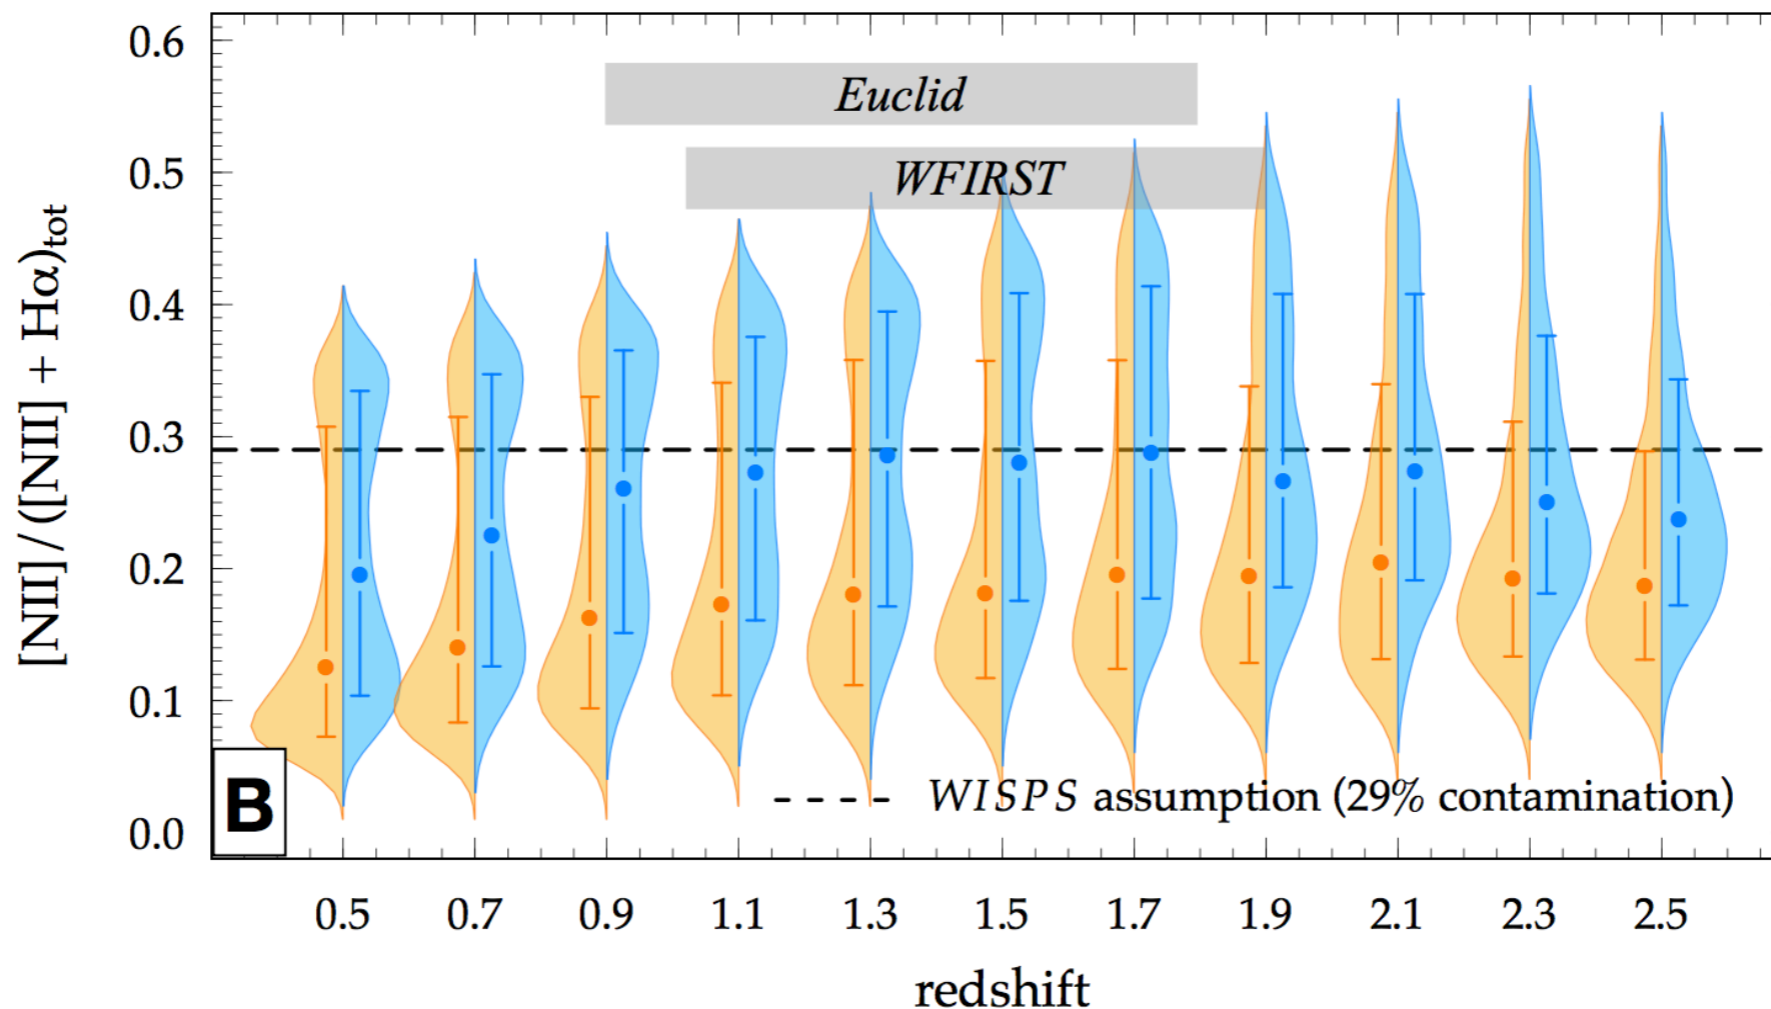 0.6
0.5
0.4
0.3
0.2
0.1
0.0
[NII] / ([NII] + Hα)tot
Euclid
WFIRST
B
WISPS assumption (29% contamination)
0.5 0.7 0.9 1.1 1.3 1.5 1.7 1.9 2.1 2.3 2.5
redshift